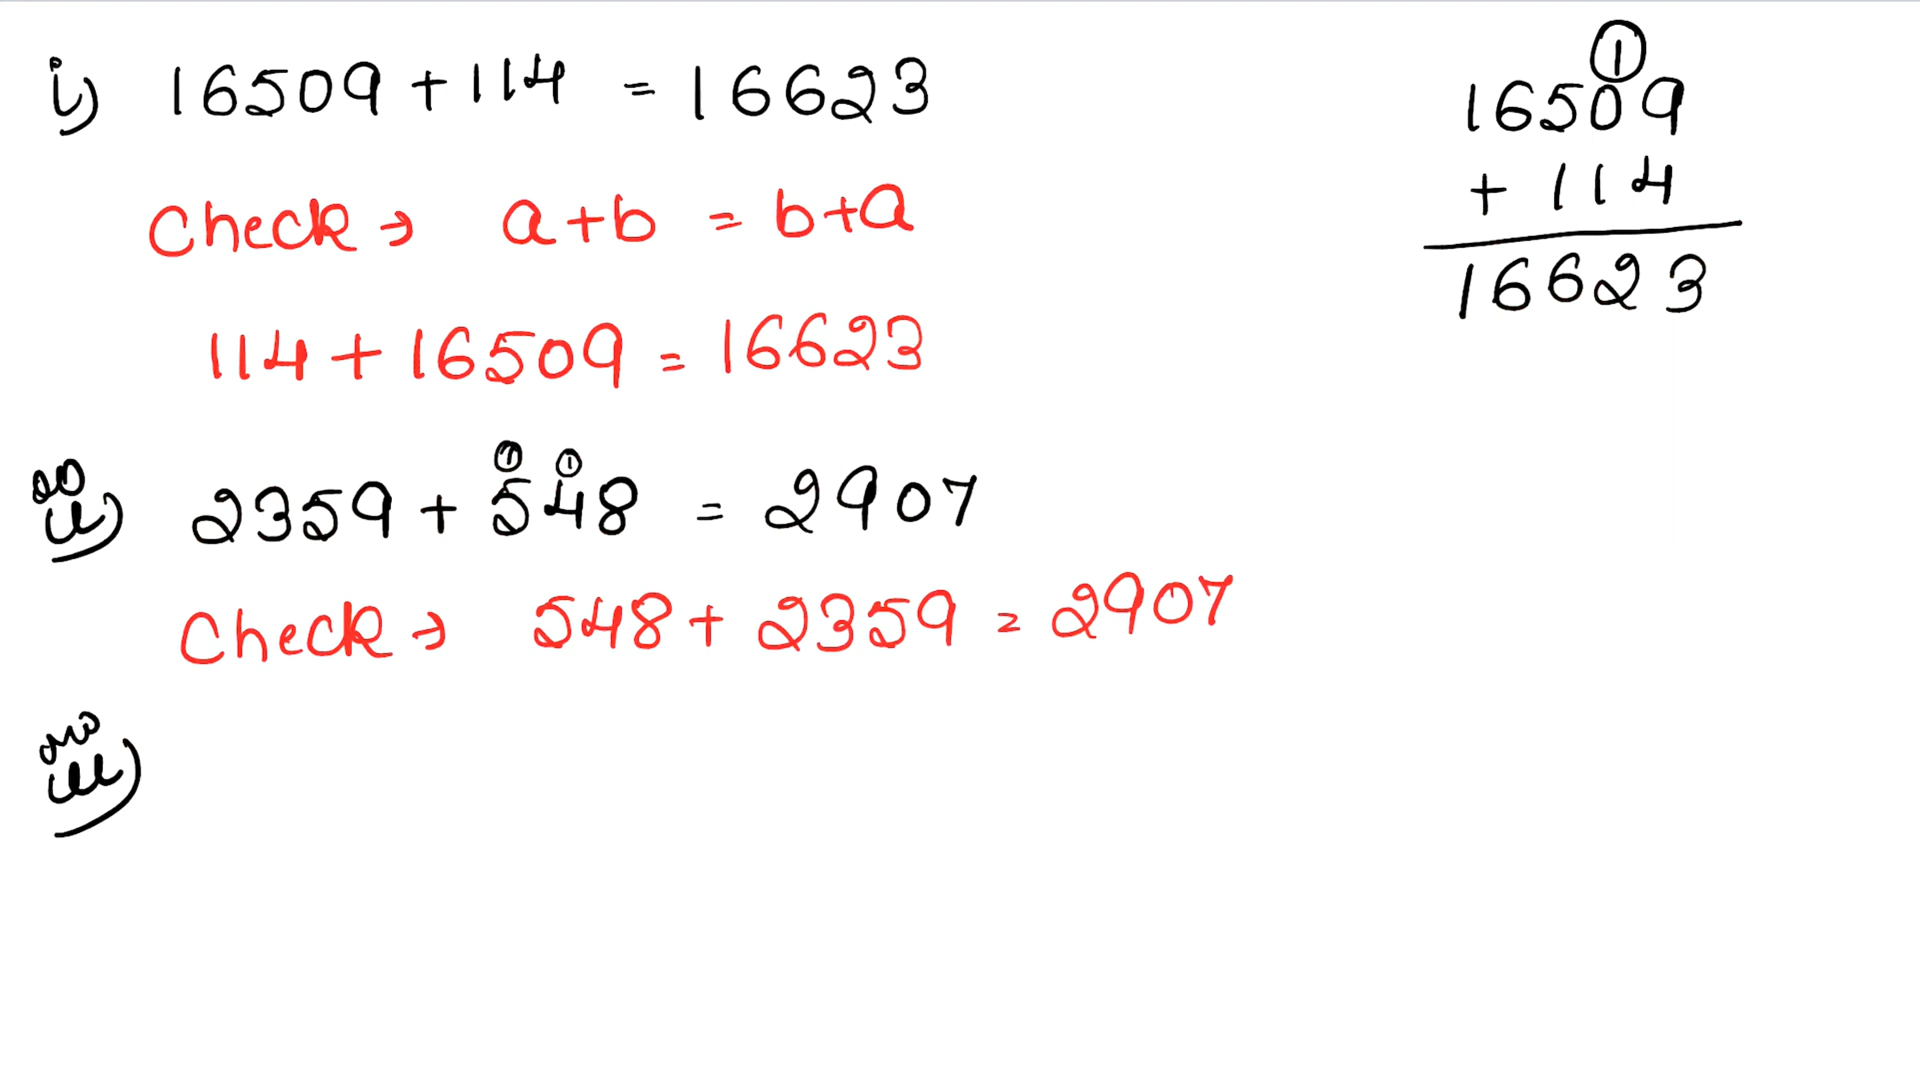 i) 16509 + 114 = 16623
Check → a+b = b+a
114 + 16509 = 16623
ii) 2359 + 548 = 2907
Check → 548 + 2359 = 2907
iii)
1
16509
+ 114
16623